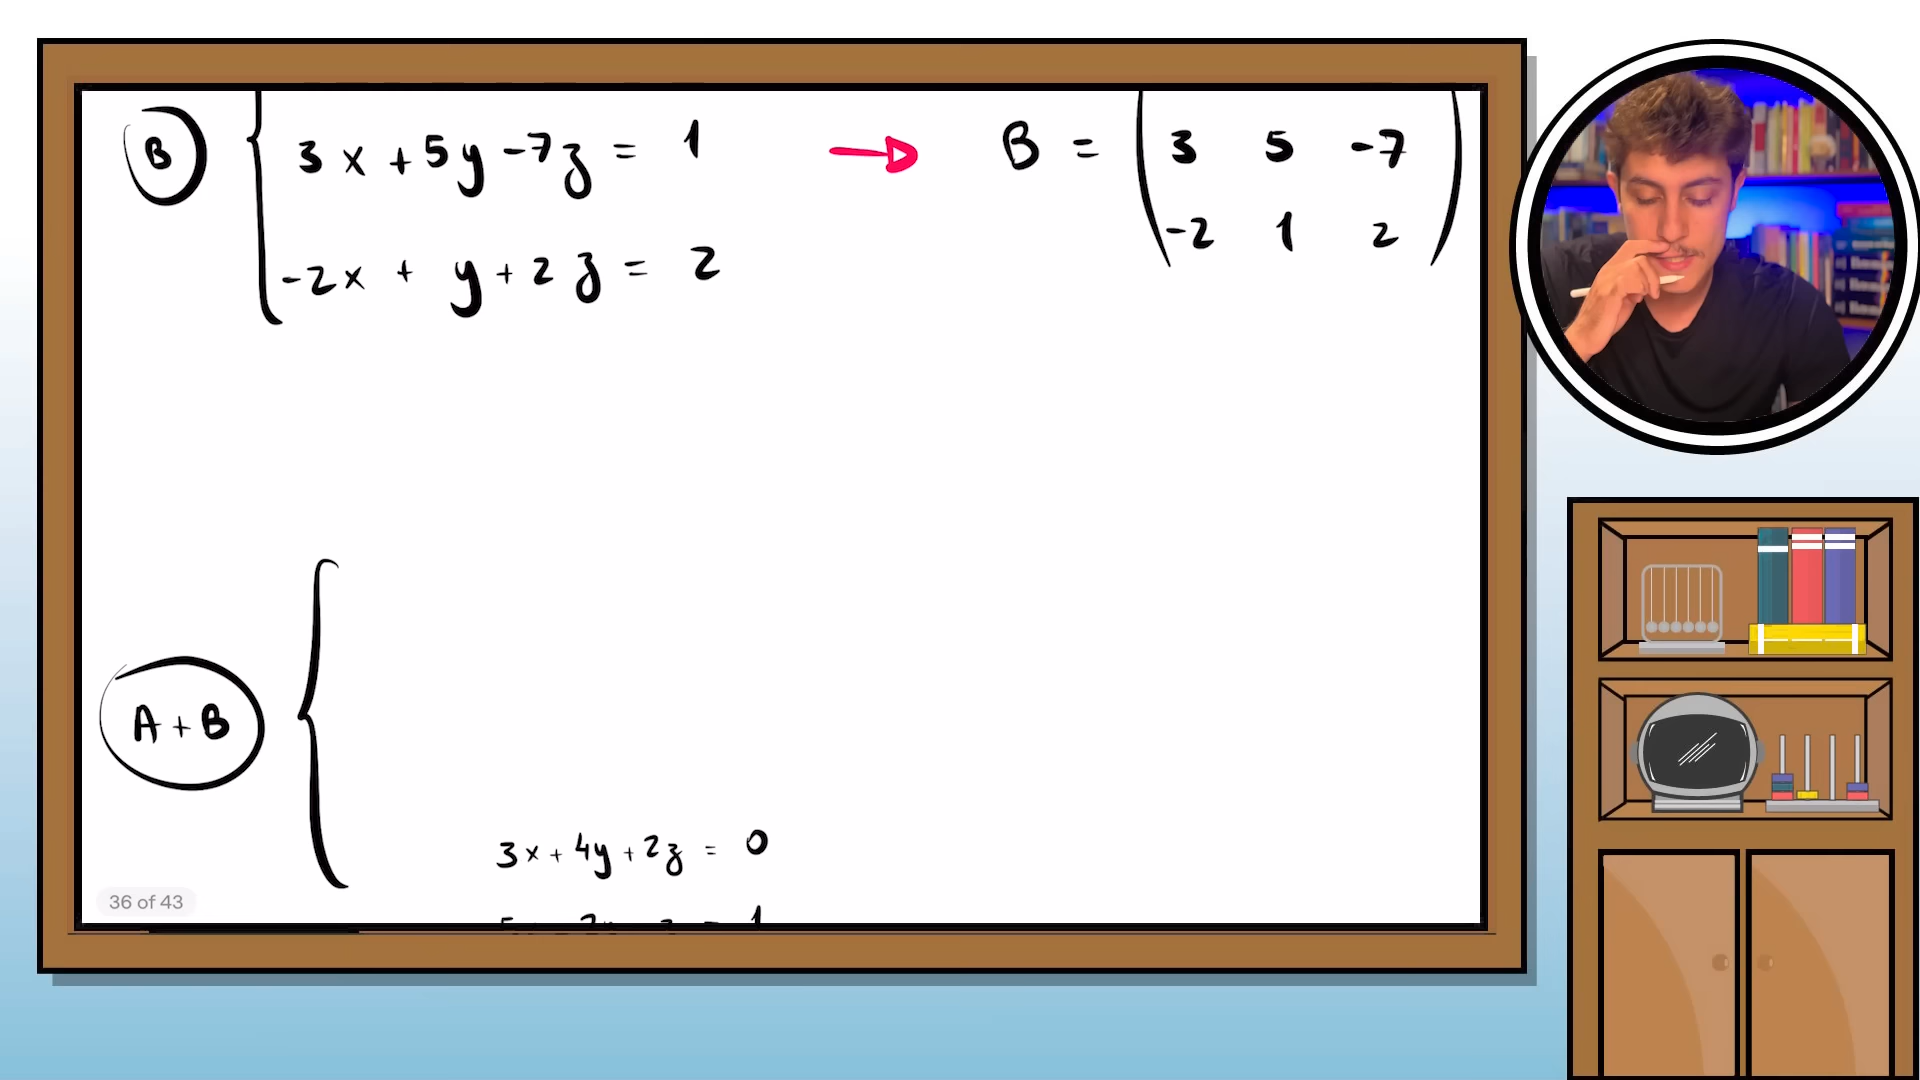 B 3x + 5y - 7z = 1 → B = ( 3 5 -7
-2x + y + 2z = 2 -2 1 2 )
A + B {
3x + 4y + 2z = 0
36 of 43